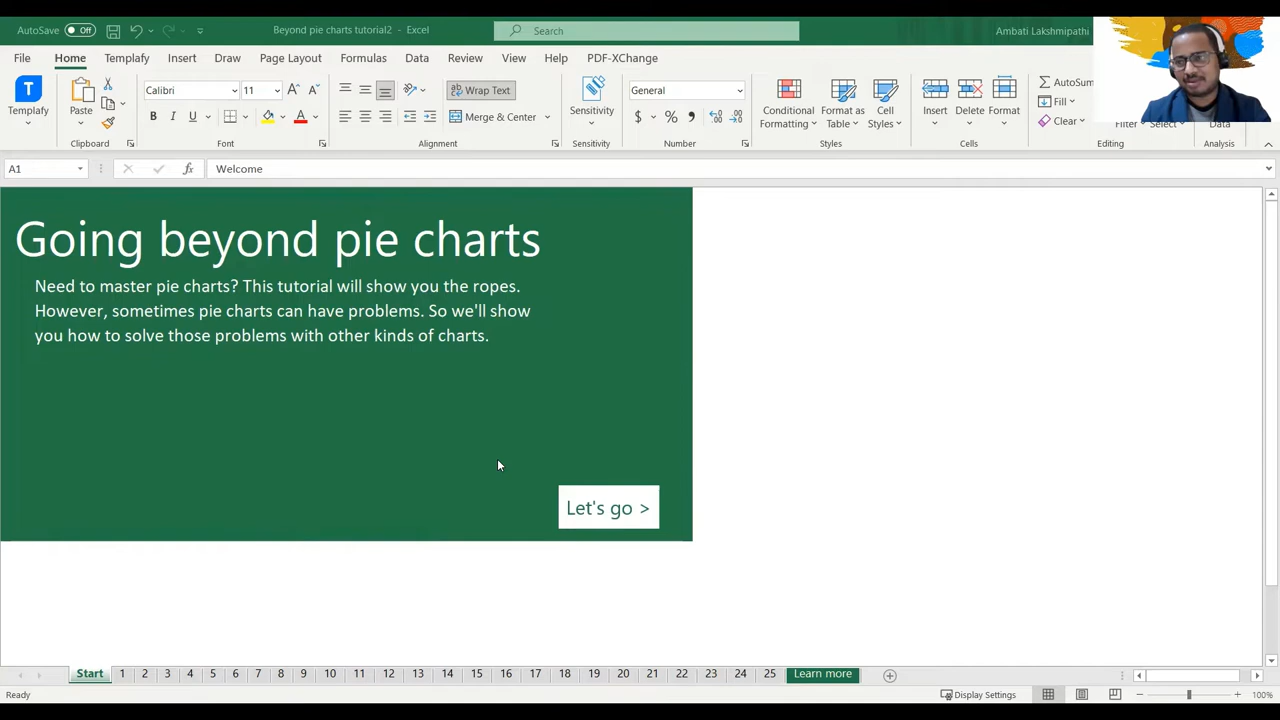 AutoSave Off
Beyond pie charts tutorial2 - Excel
Search
Ambati Lakshmipathi
File Home Templafy Insert Draw Page Layout Formulas Data Review View Help PDF-XChange
T
Templafy
Paste
Clipboard
Calibri 11
B I U
Font
Wrap Text
Merge & Center
Alignment
Sensitivity
Sensitivity
General
$ % ,
Number
Conditional
Formatting
Format as
Table
Cell
Styles
Styles
Insert Delete Format
Cells
AutoSum
Fill
Clear
Filter Select
Editing
Data
Analysis
A1 fx Welcome
Going beyond pie charts
Need to master pie charts? This tutorial will show you the ropes.
However, sometimes pie charts can have problems. So we'll show
you how to solve those problems with other kinds of charts.
Let's go >
Start 1 2 3 4 5 6 7 8 9 10 11 12 13 14 15 16 17 18 19 20 21 22 23 24 25 Learn more
Ready
Display Settings
100%